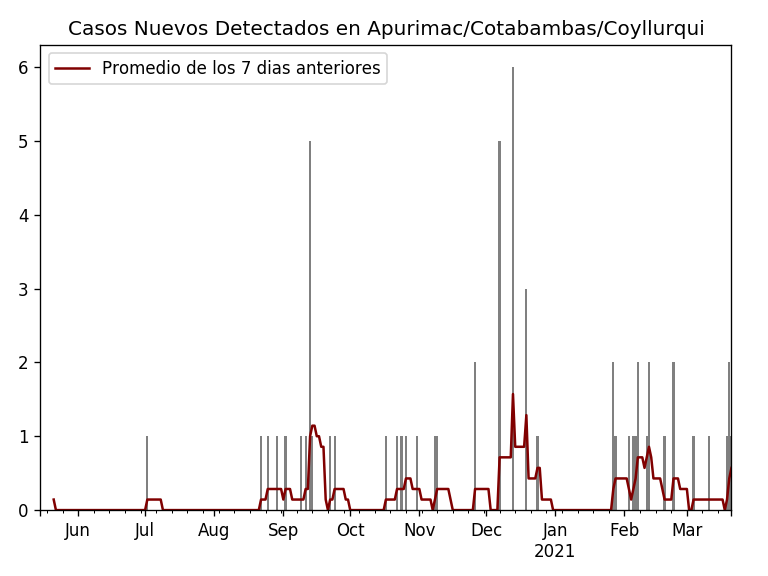 Casos Nuevos Detectados en Apurimac/Cotabambas/Coyllurqui
Promedio de los 7 dias anteriores
6
5
4
3
2
1
0
Jun Jul Aug Sep Oct Nov Dec Jan Feb Mar
2021